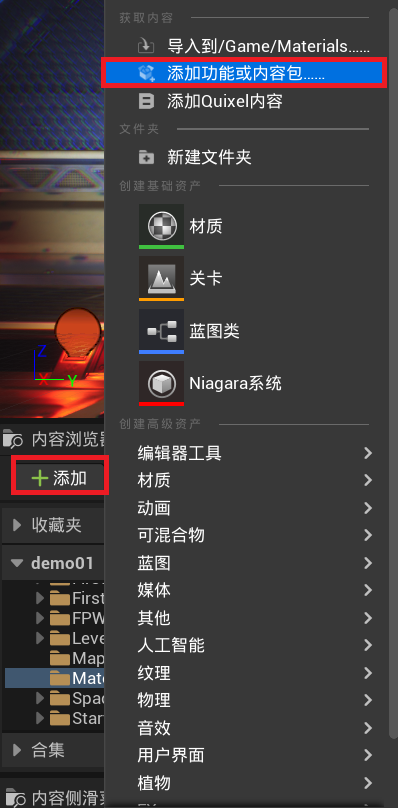 获取内容
导入到/Game/Materials......
添加功能或内容包......
添加Quixel内容
文件夹
新建文件夹
创建基础资产
材质
关卡
蓝图类
Z
X Y
Niagara系统
创建高级资产
内容浏览器
编辑器工具
添加
材质
动画
收藏夹
可混合物
demo01
蓝图
媒体
First
其他
FPW
Leve
人工智能
Map
纹理
Mate
物理
Spac
Star
音效
合集
用户界面
植物
内容侧滑